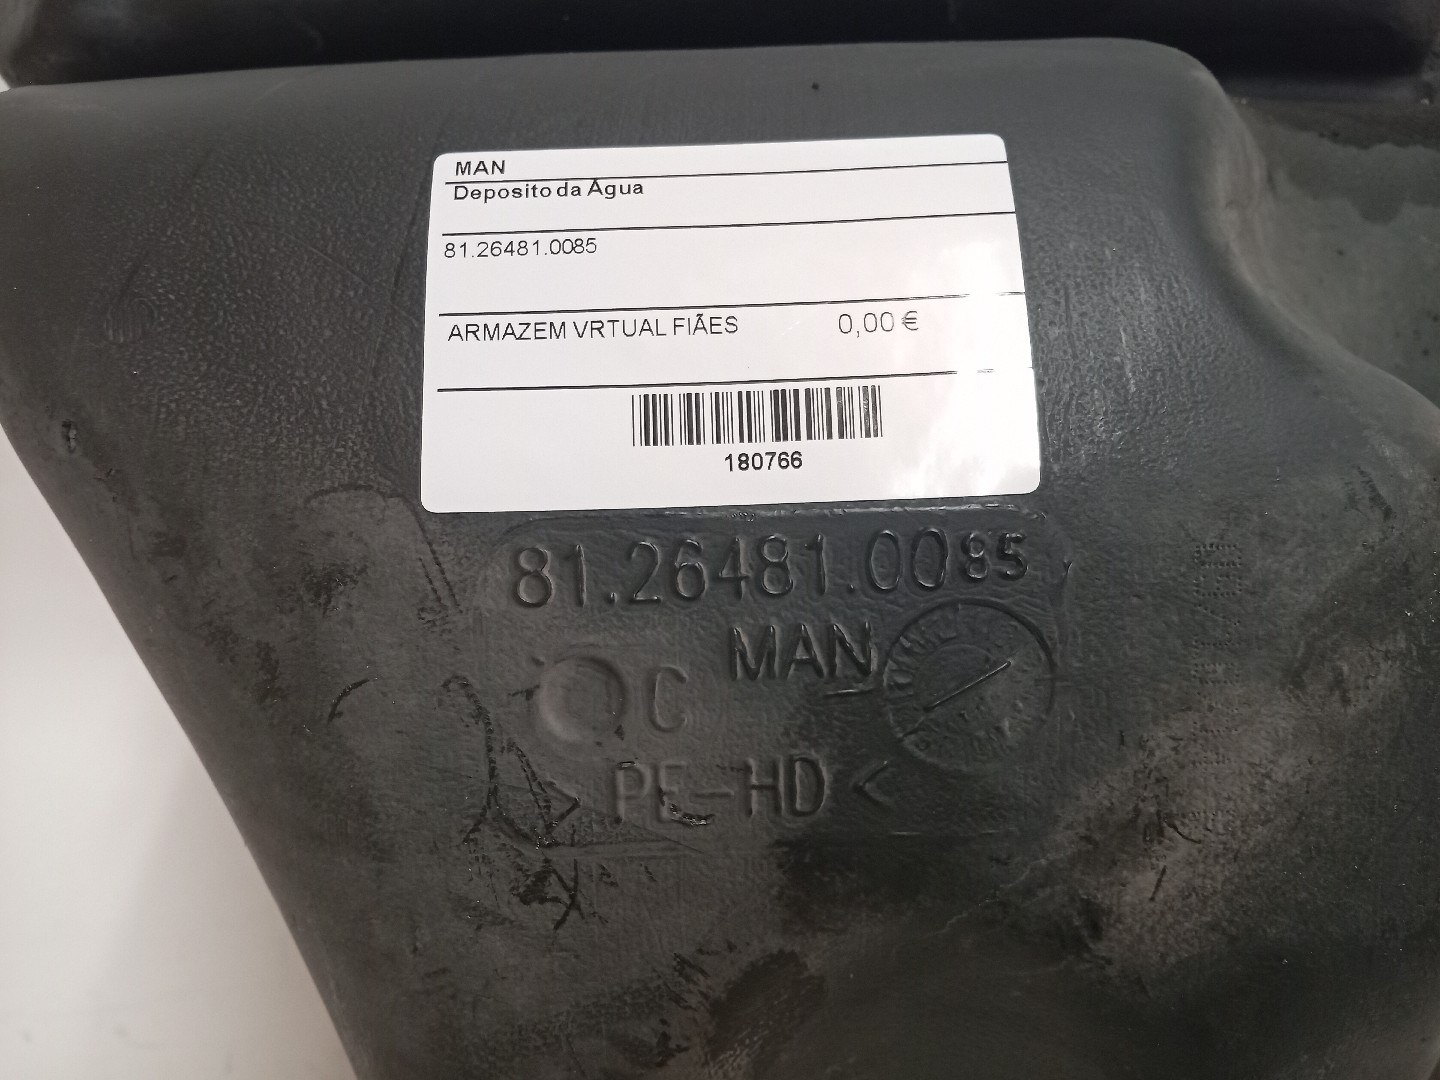 MAN
Deposito da Água
81.26481.0085
ARMAZEM VRTUAL FIÃES 0,00 €
180766
81.26481.0085
MAN
C
> PE-HD <